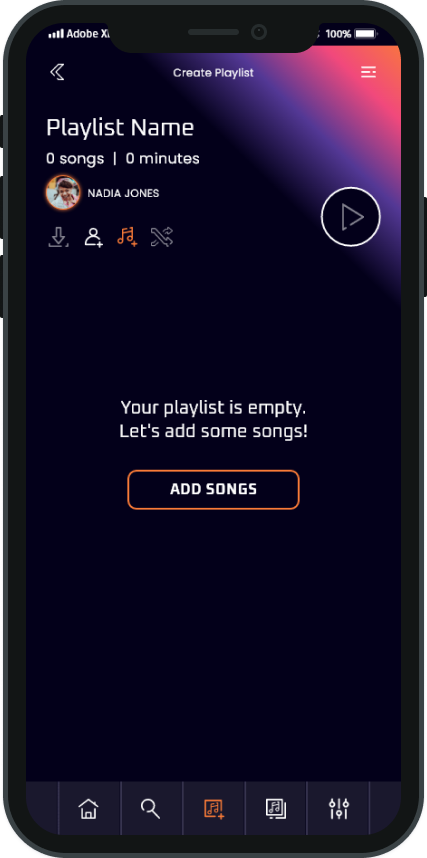 Adobe
100%
Create Playlist
Playlist Name
0 songs | 0 minutes
NADIA JONES
Your playlist is empty.
Let's add some songs!
ADD SONGS